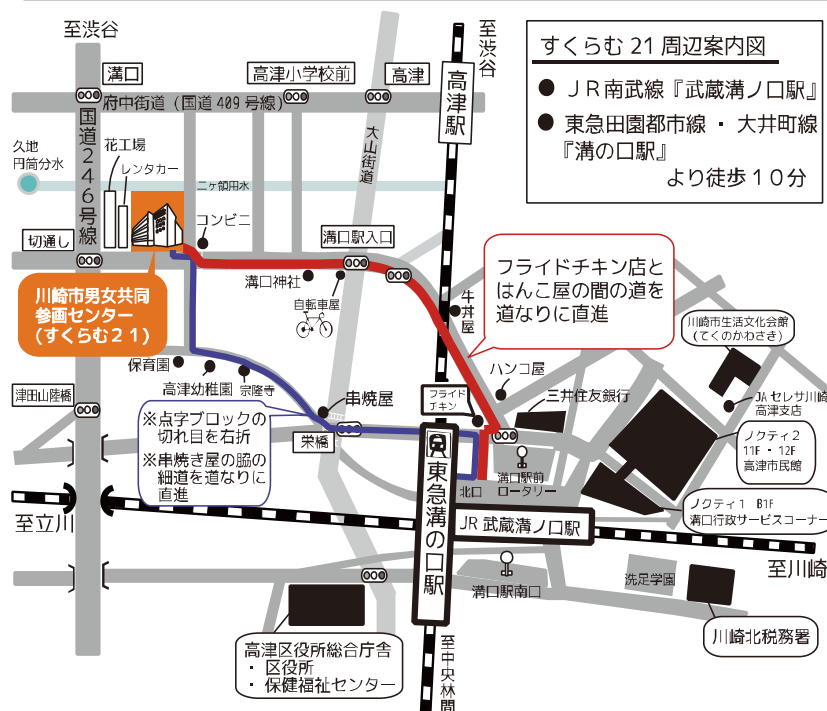 至渋谷
至渋谷
すくらむ21周辺案内図
● JR南武線『武蔵溝ノ口駅』
● 東急田園都市線・大井町線
『溝の口駅』
より徒歩10分
溝口
高津小学校前
高津
高津駅
府中街道(国道409号線)
国道246号線
大山街道
久地
円筒分水
花工場
レンタカー
二ヶ領用水
コンビニ
切通し
溝口駅入口
溝口神社
自転車屋
フライドチキン店と
はんこ屋の間の道を
道なりに直進
牛丼屋
川崎市男女共同
参画センター
(すくらむ21)
川崎市生活文化会館
(てくのかわさき)
保育園
高津幼稚園
宗隆寺
ハンコ屋
津田山陸橋
串焼屋
フライド
チキン
三井住友銀行
JAセレサ川崎
高津支店
※点字ブロックの
切れ目を右折
※串焼き屋の脇の
細道を道なりに
直進
栄橋
ノクティ2
11F・12F
高津市民館
溝口駅前
ロータリー
北口
東急溝の口駅
ノクティ1 B1F
溝口行政サービスコーナー
至立川
JR武蔵溝ノ口駅
至川崎
溝口駅南口
洗足学園
川崎北税務署
高津区役所総合庁舎
・区役所
・保健福祉センター
至中央林間